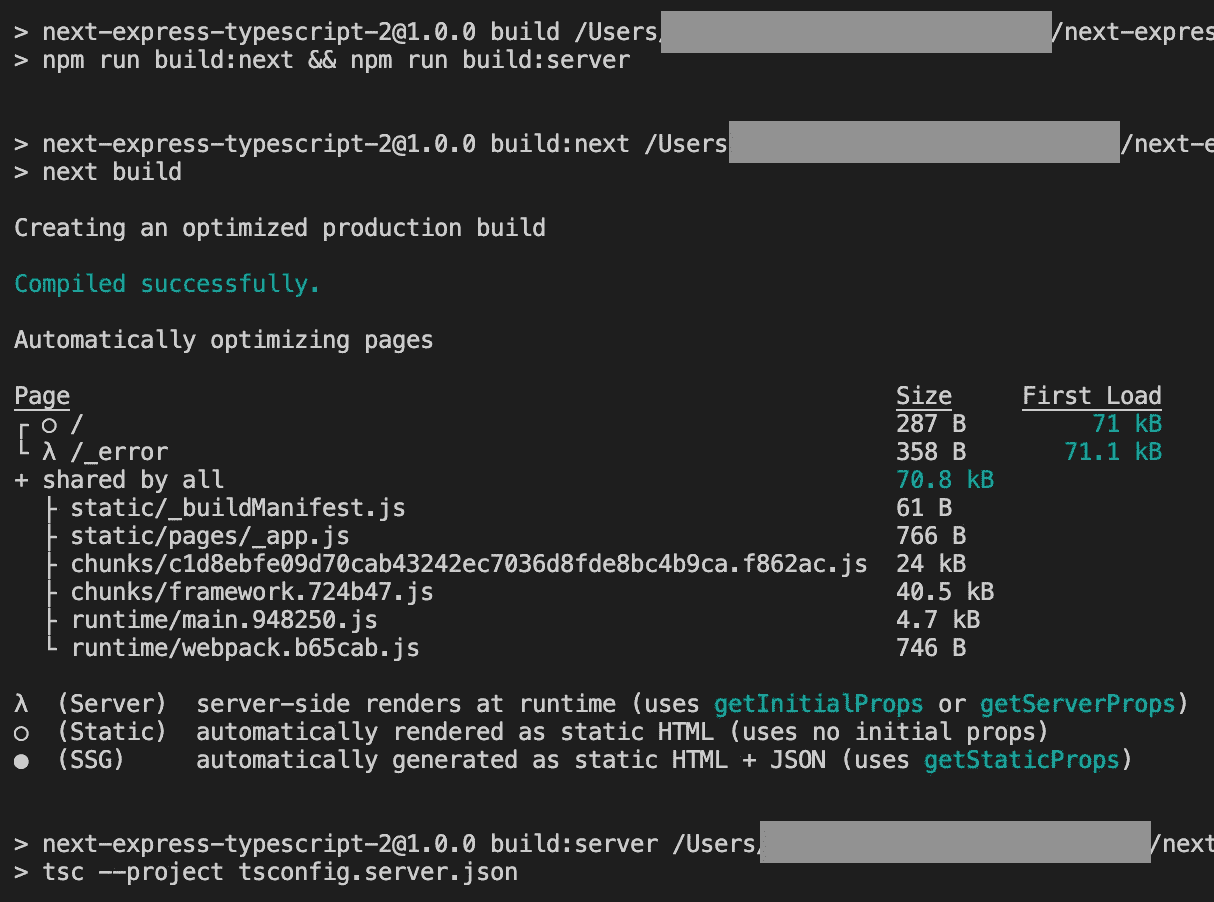 > next-express-typescript-2@1.0.0 build /Users/ /next-expres
> npm run build:next && npm run build:server
> next-express-typescript-2@1.0.0 build:next /Users /next-e
> next build
Creating an optimized production build
Compiled successfully.
Automatically optimizing pages
Page Size First Load
┌ ○ / 287 B 71 kB
└ λ /_error 358 B 71.1 kB
+ shared by all 70.8 kB
├ static/_buildManifest.js 61 B
├ static/pages/_app.js 766 B
├ chunks/c1d8ebfe09d70cab43242ec7036d8fde8bc4b9ca.f862ac.js 24 kB
├ chunks/framework.724b47.js 40.5 kB
├ runtime/main.948250.js 4.7 kB
└ runtime/webpack.b65cab.js 746 B
λ (Server) server-side renders at runtime (uses getInitialProps or getServerProps)
○ (Static) automatically rendered as static HTML (uses no initial props)
● (SSG) automatically generated as static HTML + JSON (uses getStaticProps)
> next-express-typescript-2@1.0.0 build:server /Users/ /next
> tsc --project tsconfig.server.json